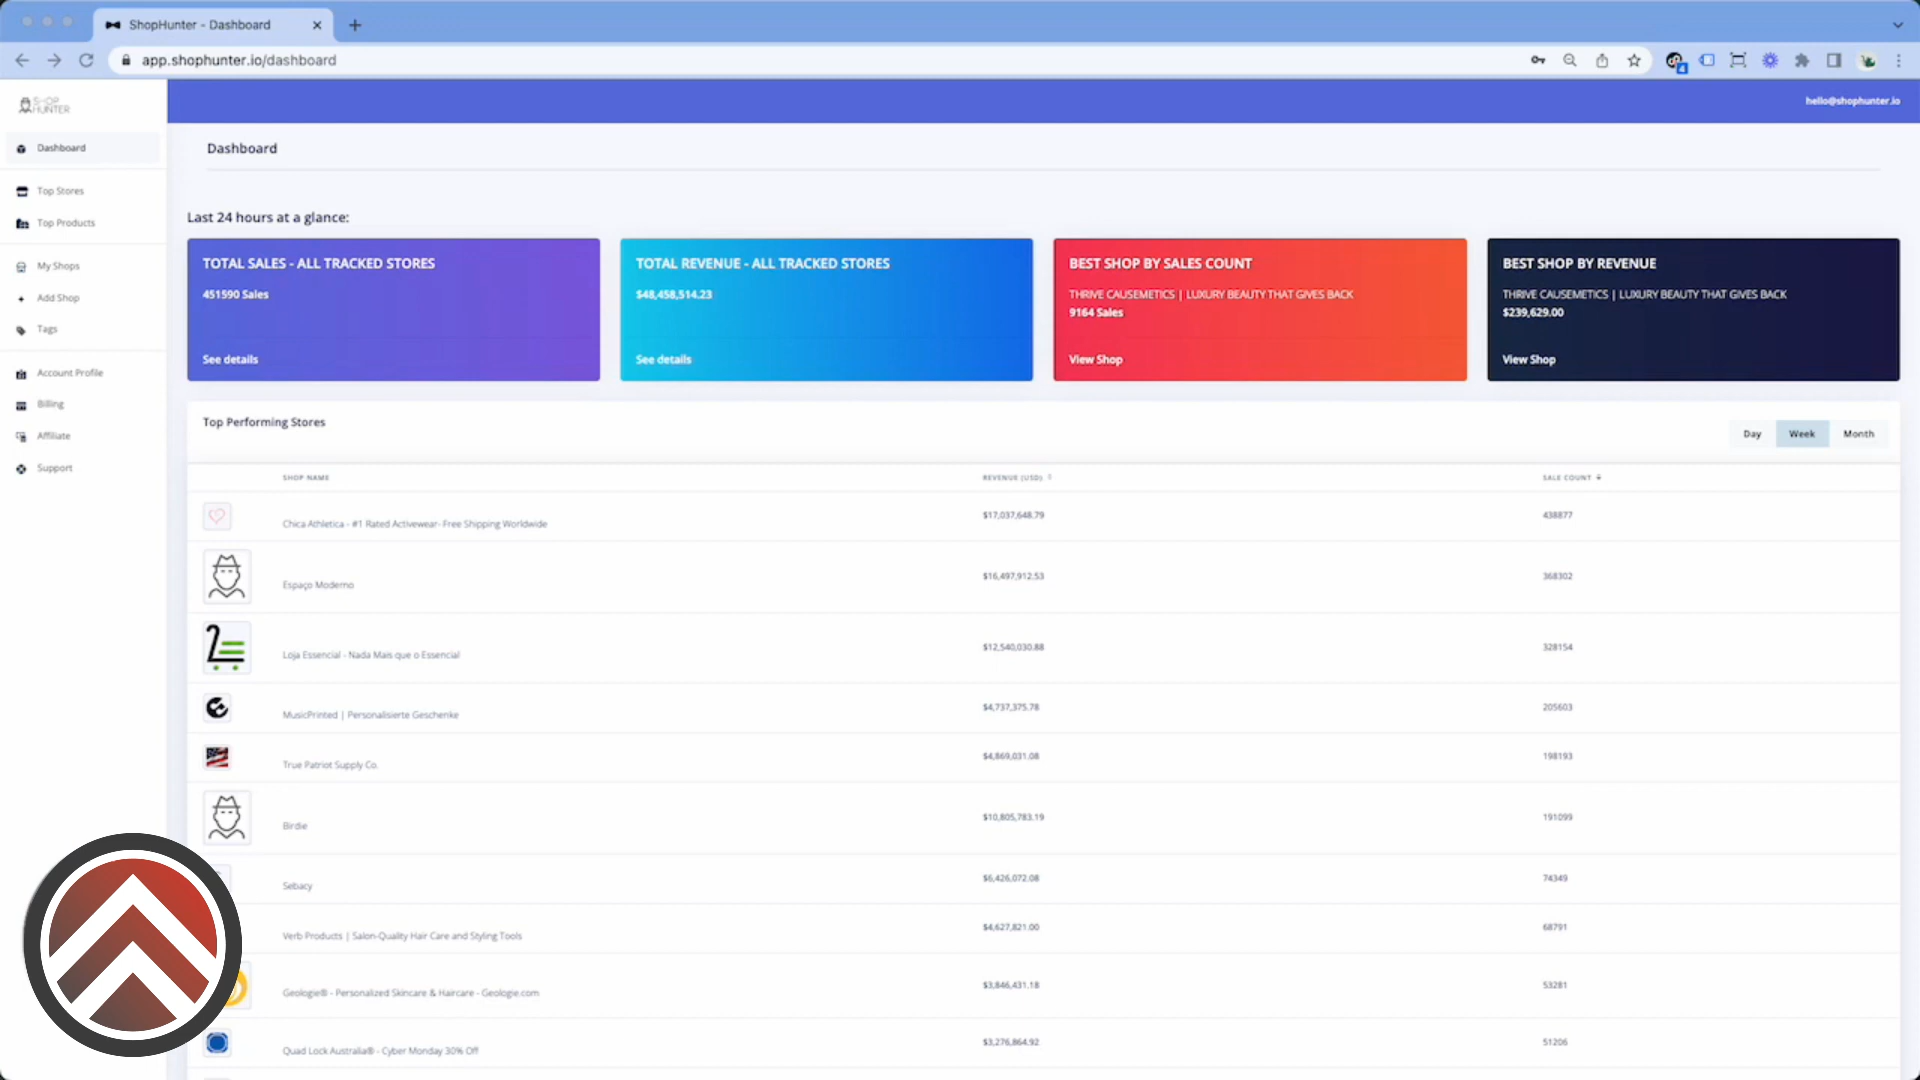 ShopHunter - Dashboard
app.shophunter.io/dashboard
SHOP
HUNTER
hello@shophunter.io
Dashboard
Top Stores
Top Products
My Shops
Add Shop
Tags
Account Profile
Billing
Affiliate
Support
Dashboard
Last 24 hours at a glance:
TOTAL SALES - ALL TRACKED STORES
451590 Sales
See details
TOTAL REVENUE - ALL TRACKED STORES
$48,458,514.23
See details
BEST SHOP BY SALES COUNT
THRIVE CAUSEMETICS | LUXURY BEAUTY THAT GIVES BACK
9164 Sales
View Shop
BEST SHOP BY REVENUE
THRIVE CAUSEMETICS | LUXURY BEAUTY THAT GIVES BACK
$239,629.00
View Shop
Top Performing Stores
Day Week Month
SHOP NAME REVENUE (USD) SALE COUNT
Chica Athletica - #1 Rated Activewear- Free Shipping Worldwide $17,037,648.79 438877
Espaço Moderno $16,497,912.53 368302
Loja Essencial - Nada Mais que o Essencial $12,540,030.88 328154
MusicPrinted | Personalisierte Geschenke $4,737,375.78 205603
True Patriot Supply Co. $4,869,031.08 198193
Birdie $10,805,783.19 191099
Sebacy $6,426,072.08 74349
Verb Products | Salon-Quality Hair Care and Styling Tools $4,627,821.00 68791
Geologie® - Personalized Skincare & Haircare - Geologie.com $3,846,431.18 53281
Quad Lock Australia® - Cyber Monday 30% Off $3,276,864.92 51206